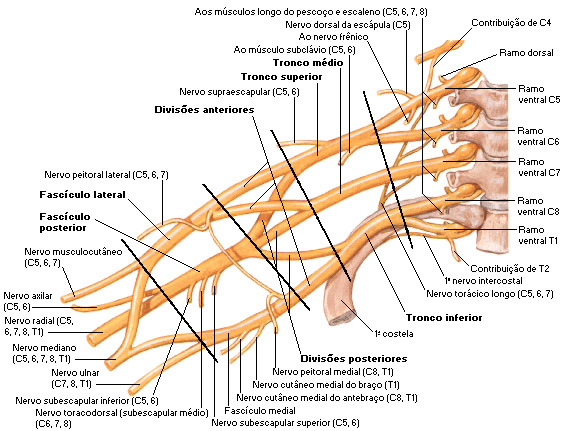 Aos músculos longo do pescoço e escaleno (C5, 6, 7, 8)
Nervo dorsal da escápula (C5)
Contribuição de C4
Ao nervo frênico
Ao músculo subclávio (C5, 6)
Ramo dorsal
Tronco médio
Tronco superior
Nervo supraescapular (C5, 6)
Ramo
ventral C5
Divisões anteriores
Ramo
ventral C6
Ramo
ventral C7
Nervo peitoral lateral (C5, 6, 7)
Fascículo lateral
Ramo
ventral C8
Fascículo
posterior
Ramo
ventral T1
Nervo musculocutâneo
(C5, 6, 7)
Contribuição de T2
1º nervo intercostal
Nervo torácico longo (C5, 6, 7)
Nervo axilar
(C5, 6)
Tronco inferior
Nervo radial (C5,
6, 7, 8, T1)
1ª costela
Nervo mediano
(C5, 6, 7, 8, T1)
Divisões posteriores
Nervo ulnar
(C7, 8, T1)
Nervo peitoral medial (C8, T1)
Nervo cutâneo medial do braço (T1)
Nervo cutâneo medial do antebraço (C8, T1)
Nervo subescapular inferior (C5, 6)
Fascículo medial
Nervo toracodorsal (subescapular médio)
(C6, 7, 8)
Nervo subescapular superior (C5, 6)